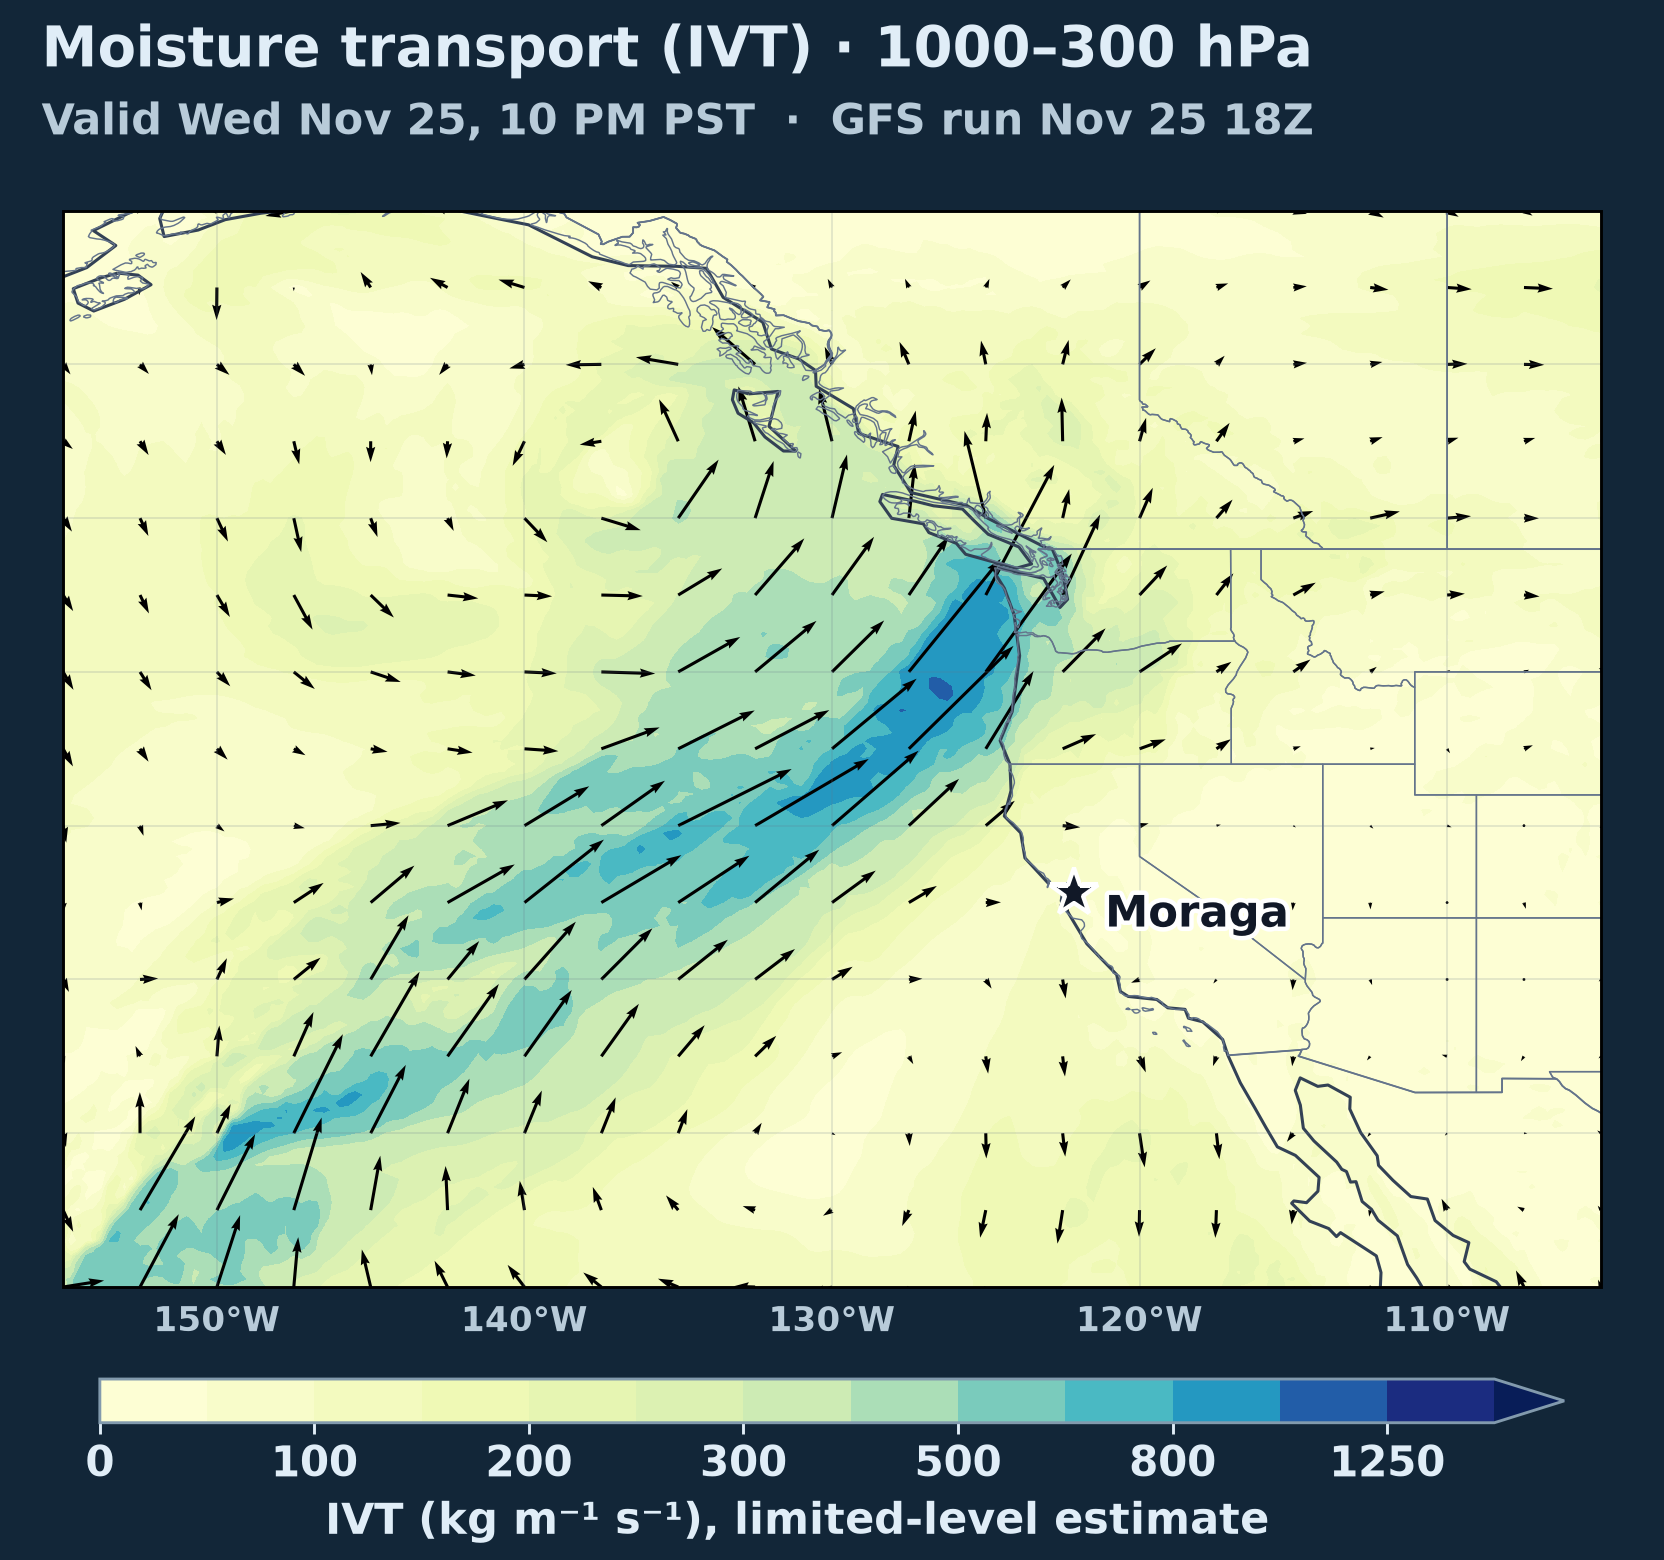 Moisture transport (IVT) · 1000–300 hPa
Valid Wed Nov 25, 10 PM PST · GFS run Nov 25 18Z
Moraga
150°W 140°W 130°W 120°W 110°W
0 100 200 300 500 800 1250
IVT (kg m⁻¹ s⁻¹), limited-level estimate